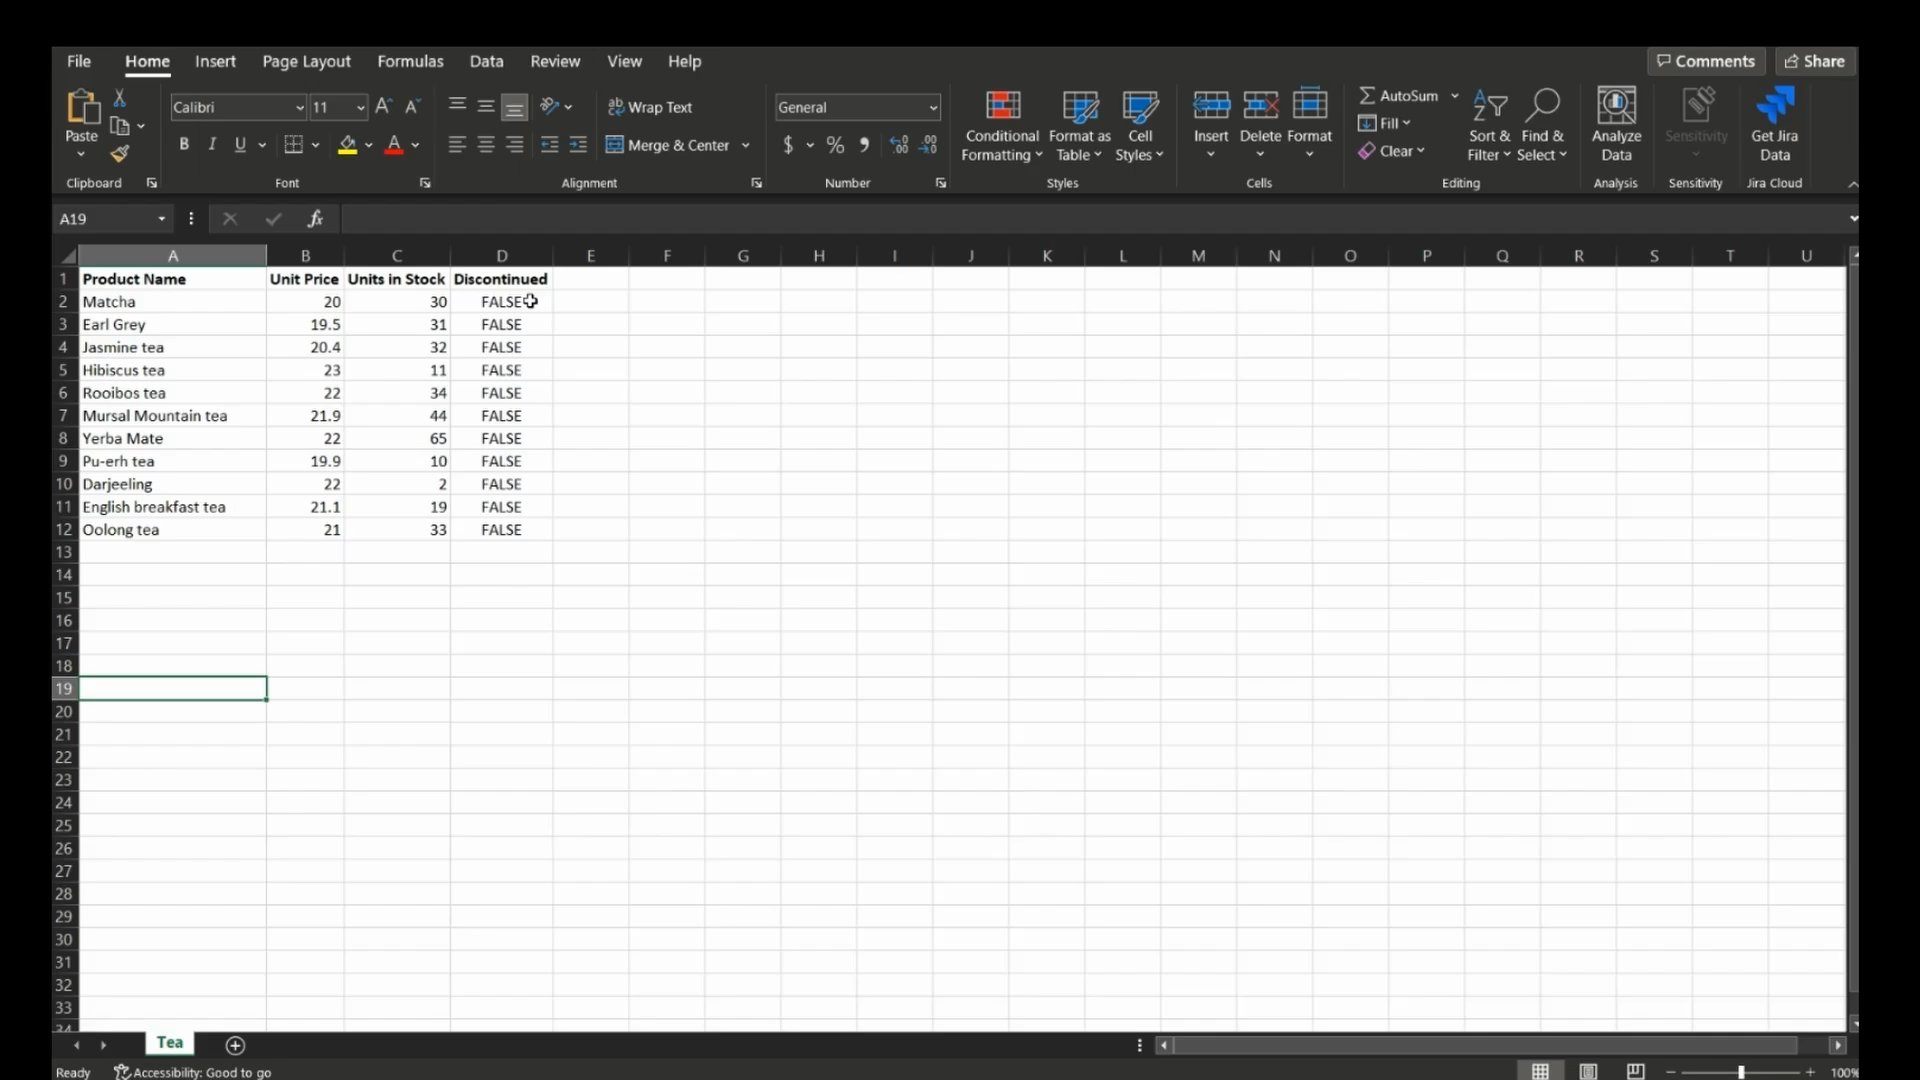 File Home Insert Page Layout Formulas Data Review View Help Comments Share
Calibri 11 A A Wrap Text General $ % Conditional Formatting Format as Table Cell Styles Insert Delete Format AutoSum Fill Clear Sort & Filter Find & Select Analyze Data Sensitivity Get Jira Data
Paste B I U A Merge & Center
Clipboard Font Alignment Number Styles Cells Editing Analysis Sensitivity Jira Cloud
A19 fx
A B C D E F G H I J K L M N O P Q R S T U
1 Product Name Unit Price Units in Stock Discontinued
2 Matcha 20 30 FALSE
3 Earl Grey 19.5 31 FALSE
4 Jasmine tea 20.4 32 FALSE
5 Hibiscus tea 23 11 FALSE
6 Rooibos tea 22 34 FALSE
7 Mursal Mountain tea 21.9 44 FALSE
8 Yerba Mate 22 65 FALSE
9 Pu-erh tea 19.9 10 FALSE
10 Darjeeling 22 2 FALSE
11 English breakfast tea 21.1 19 FALSE
12 Oolong tea 21 33 FALSE
13
14
15
16
17
18
19
20
21
22
23
24
25
26
27
28
29
30
31
32
33
34
Tea
Ready Accessibility: Good to go 100%